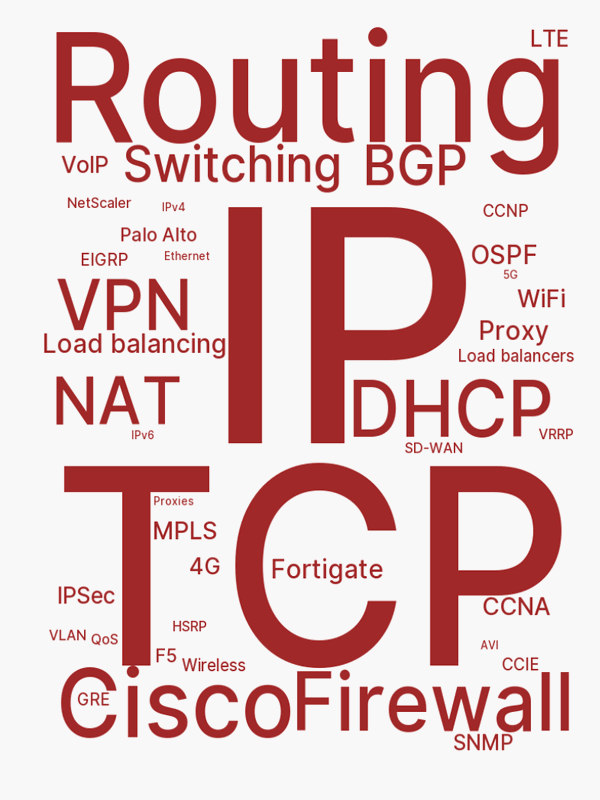 LTE
Routing
VoIP Switching BGP
NetScaler IPv4 CCNP
Palo Alto
EIGRP Ethernet OSPF
5G
IP
VPN WiFi
Proxy
Load balancing Load balancers
NAT DHCP
IPv6 VRRP
SD-WAN
TCP
Proxies
MPLS
4G Fortigate
IPSec CCNA
HSRP
VLAN QoS AVI
F5 Wireless CCIE
Cisco Firewall
GRE
SNMP